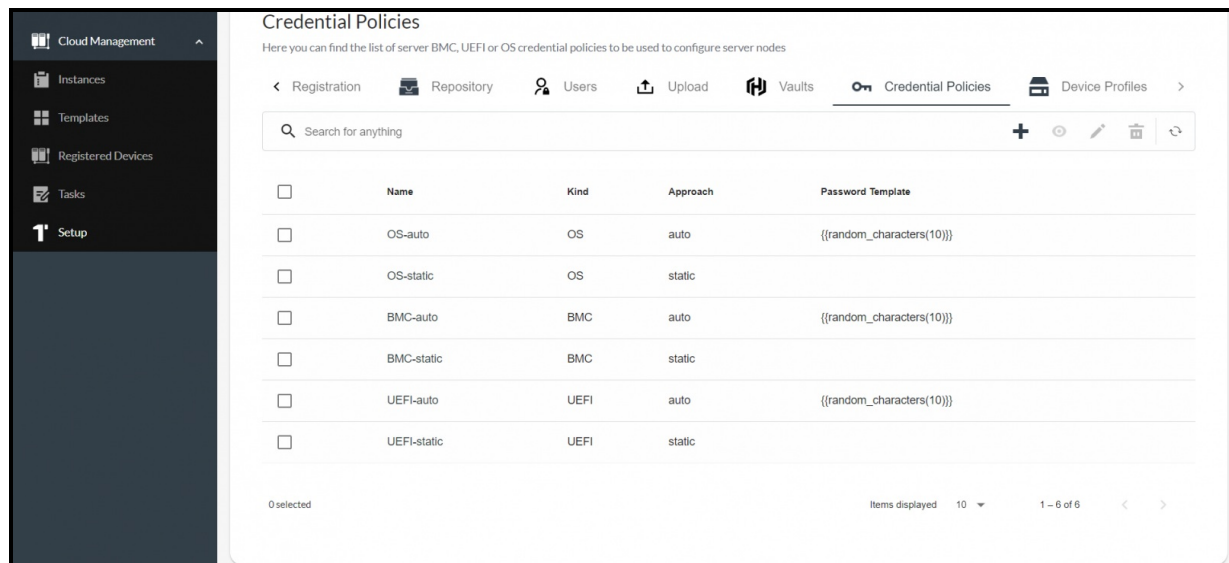 Credential Policies
Here you can find the list of server BMC, UEFI or OS credential policies to be used to configure server nodes
Cloud Management
Instances
Templates
Registered Devices
Tasks
Setup
Registration Repository Users Upload Vaults Credential Policies Device Profiles
Search for anything
Name Kind Approach Password Template
OS-auto OS auto {{random_characters(10)}}
OS-static OS static
BMC-auto BMC auto {{random_characters(10)}}
BMC-static BMC static
UEFI-auto UEFI auto {{random_characters(10)}}
UEFI-static UEFI static
0 selected Items displayed 10 1 – 6 of 6